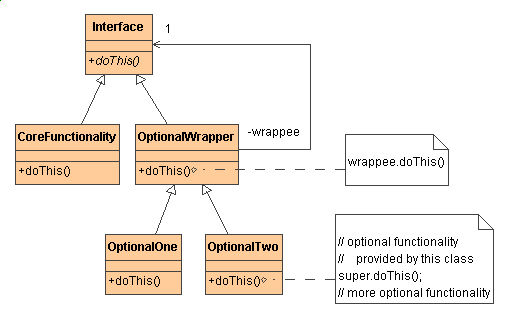 Interface
1
+doThis()
-wrappee
CoreFunctionality
OptionalWrapper
+doThis()
+doThis()
wrappee.doThis()
OptionalOne
OptionalTwo
+doThis()
+doThis()
// optional functionality
//    provided by this class
super.doThis();
// more optional functionality